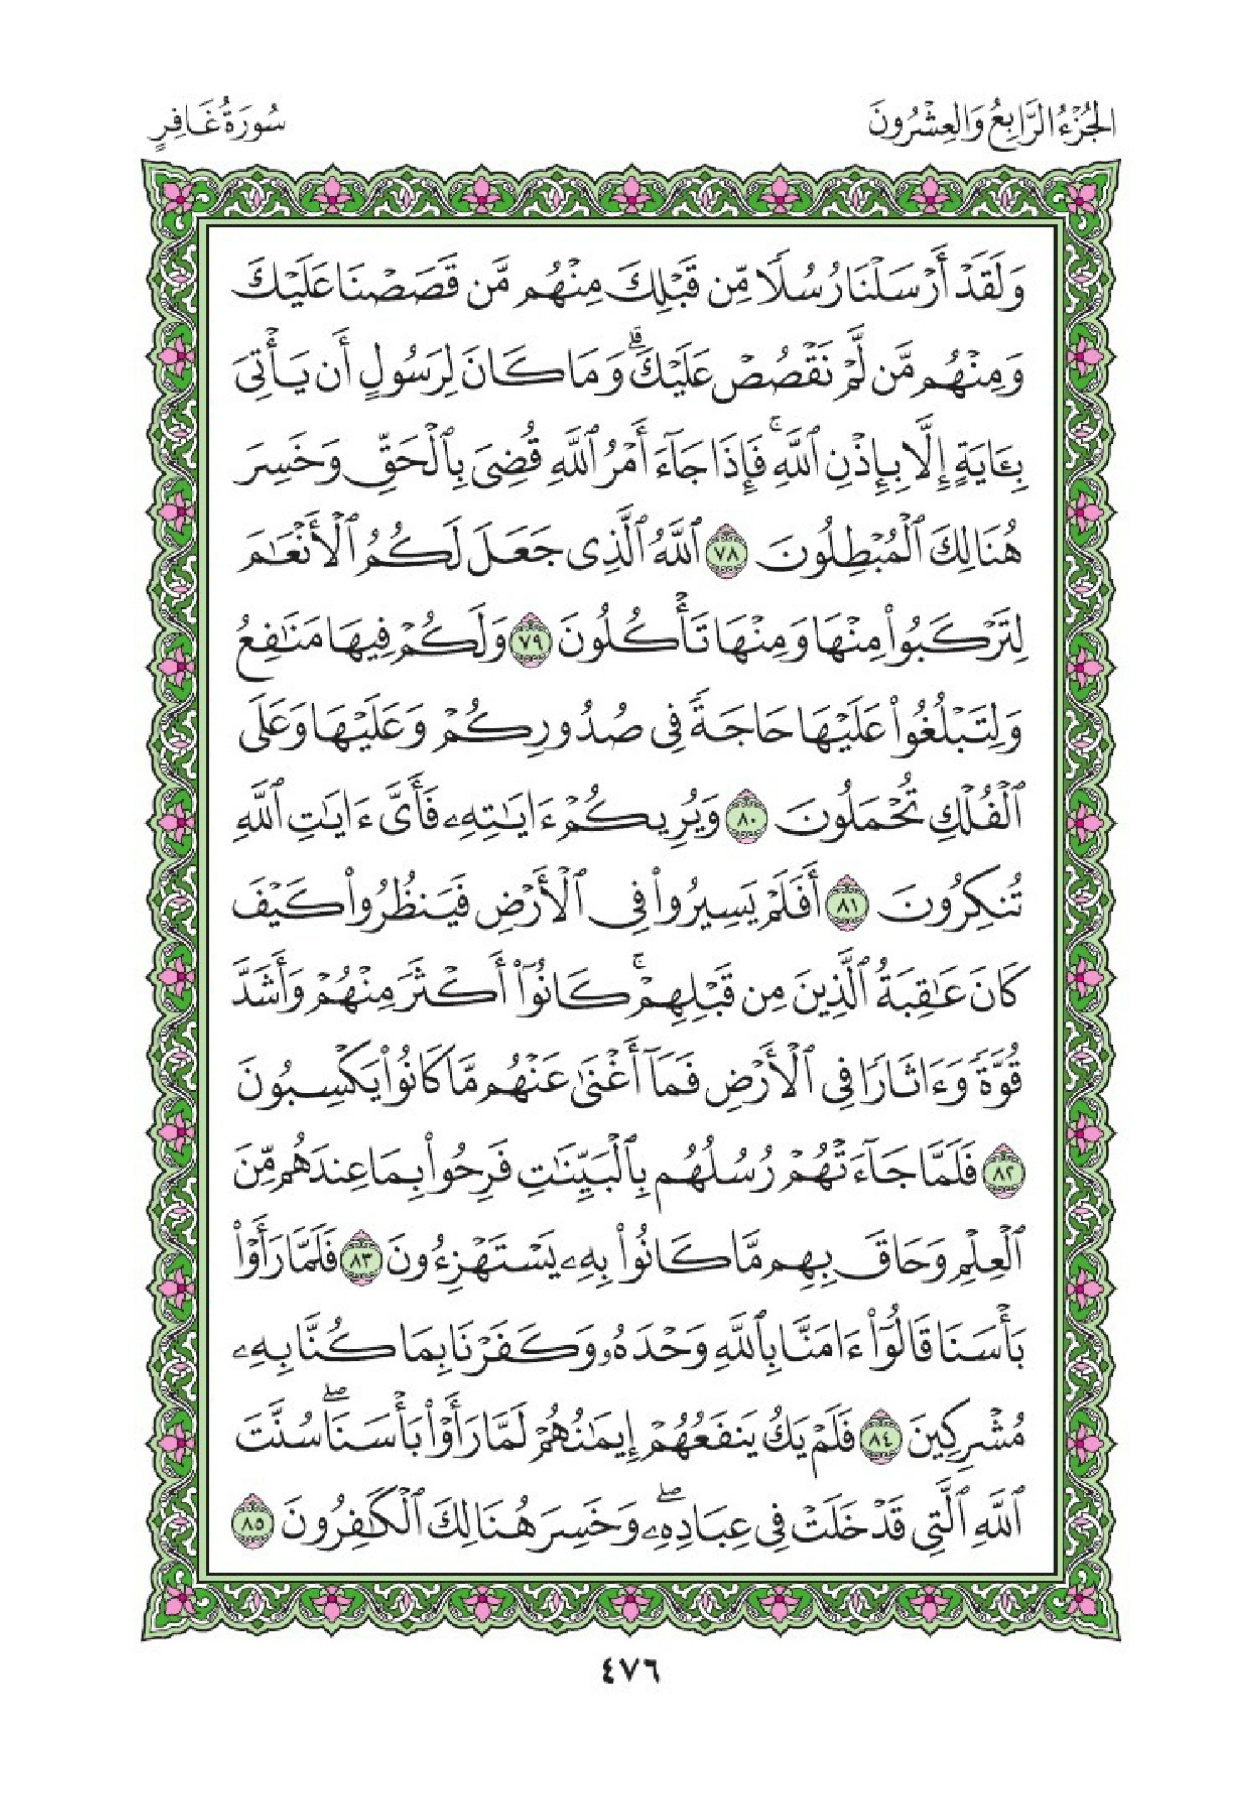 الجُزْءُ الرَّابِعُ وَالعِشْرُونَ
سُورَةُ غَافِرٍ
وَلَقَدْ أَرْسَلْنَا رُسُلًا مِّن قَبْلِكَ مِنْهُم مَّن قَصَصْنَا عَلَيْكَ
وَمِنْهُم مَّن لَّمْ نَقْصُصْ عَلَيْكَۗ وَمَا كَانَ لِرَسُولٍ أَن يَأْتِىَ
بِـَٔايَةٍ إِلَّا بِإِذْنِ ٱللَّهِۚ فَإِذَا جَآءَ أَمْرُ ٱللَّهِ قُضِىَ بِٱلْحَقِّ وَخَسِرَ
هُنَالِكَ ٱلْمُبْطِلُونَ ٧٨ ٱللَّهُ ٱلَّذِى جَعَلَ لَكُمُ ٱلْأَنْعَٰمَ
لِتَرْكَبُوا۟ مِنْهَا وَمِنْهَا تَأْكُلُونَ ٧٩ وَلَكُمْ فِيهَا مَنَٰفِعُ
وَلِتَبْلُغُوا۟ عَلَيْهَا حَاجَةً فِى صُدُورِكُمْ وَعَلَيْهَا وَعَلَى
ٱلْفُلْكِ تُحْمَلُونَ ٨٠ وَيُرِيكُمْ ءَايَٰتِهِۦ فَأَىَّ ءَايَٰتِ ٱللَّهِ
تُنكِرُونَ ٨١ أَفَلَمْ يَسِيرُوا۟ فِى ٱلْأَرْضِ فَيَنظُرُوا۟ كَيْفَ
كَانَ عَٰقِبَةُ ٱلَّذِينَ مِن قَبْلِهِمْۚ كَانُوٓا۟ أَكْثَرَ مِنْهُمْ وَأَشَدَّ
قُوَّةً وَءَاثَارًا فِى ٱلْأَرْضِ فَمَآ أَغْنَىٰ عَنْهُم مَّا كَانُوا۟ يَكْسِبُونَ
٨٢ فَلَمَّا جَآءَتْهُمْ رُسُلُهُم بِٱلْبَيِّنَٰتِ فَرِحُوا۟ بِمَا عِندَهُم مِّنَ
ٱلْعِلْمِ وَحَاقَ بِهِم مَّا كَانُوا۟ بِهِۦ يَسْتَهْزِءُونَ ٨٣ فَلَمَّا رَأَوْا۟
بَأْسَنَا قَالُوٓا۟ ءَامَنَّا بِٱللَّهِ وَحْدَهُۥ وَكَفَرْنَا بِمَا كُنَّا بِهِۦ
مُشْرِكِينَ ٨٤ فَلَمْ يَكُ يَنفَعُهُمْ إِيمَٰنُهُمْ لَمَّا رَأَوْا۟ بَأْسَنَاۖ سُنَّتَ
ٱللَّهِ ٱلَّتِى قَدْ خَلَتْ فِى عِبَادِهِۦۖ وَخَسِرَ هُنَالِكَ ٱلْكَٰفِرُونَ ٨٥
٤٧٦